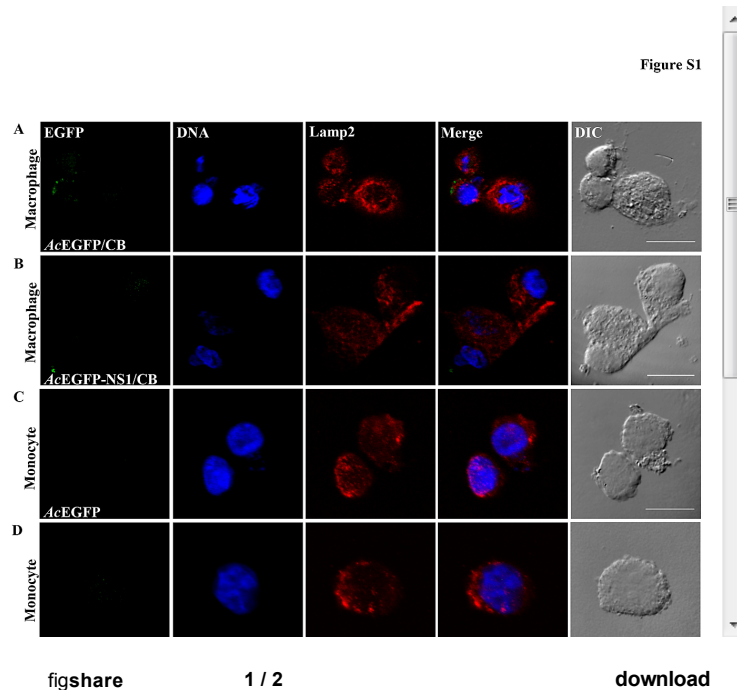 Figure S1
A
EGFP
DNA
Lamp2
Merge
DIC
Macrophage
AcEGFP/CB
B
Macrophage
AcEGFP-NS1/CB
C
Monocyte
AcEGFP
D
Monocyte
figshare
1 / 2
download